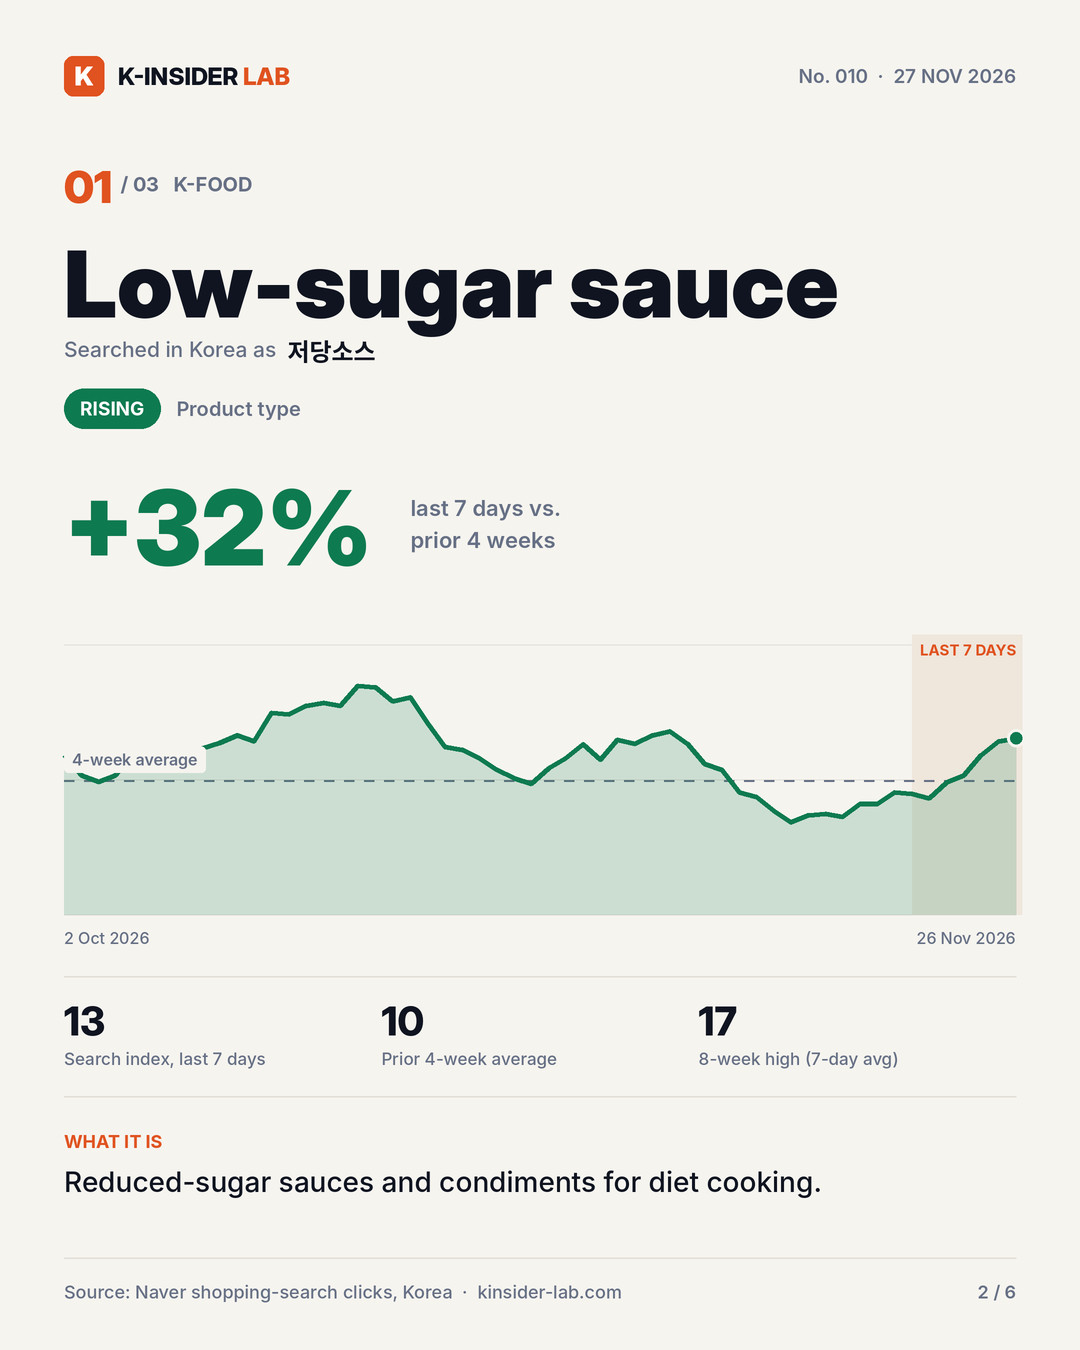 K K-INSIDER LAB
No. 010 · 27 NOV 2026
01 / 03 K-FOOD
Low-sugar sauce
Searched in Korea as 저당소스
RISING Product type
+32%
last 7 days vs.
prior 4 weeks
LAST 7 DAYS
4-week average
2 Oct 2026
26 Nov 2026
13
Search index, last 7 days
10
Prior 4-week average
17
8-week high (7-day avg)
WHAT IT IS
Reduced-sugar sauces and condiments for diet cooking.
Source: Naver shopping-search clicks, Korea · kinsider-lab.com
2 / 6